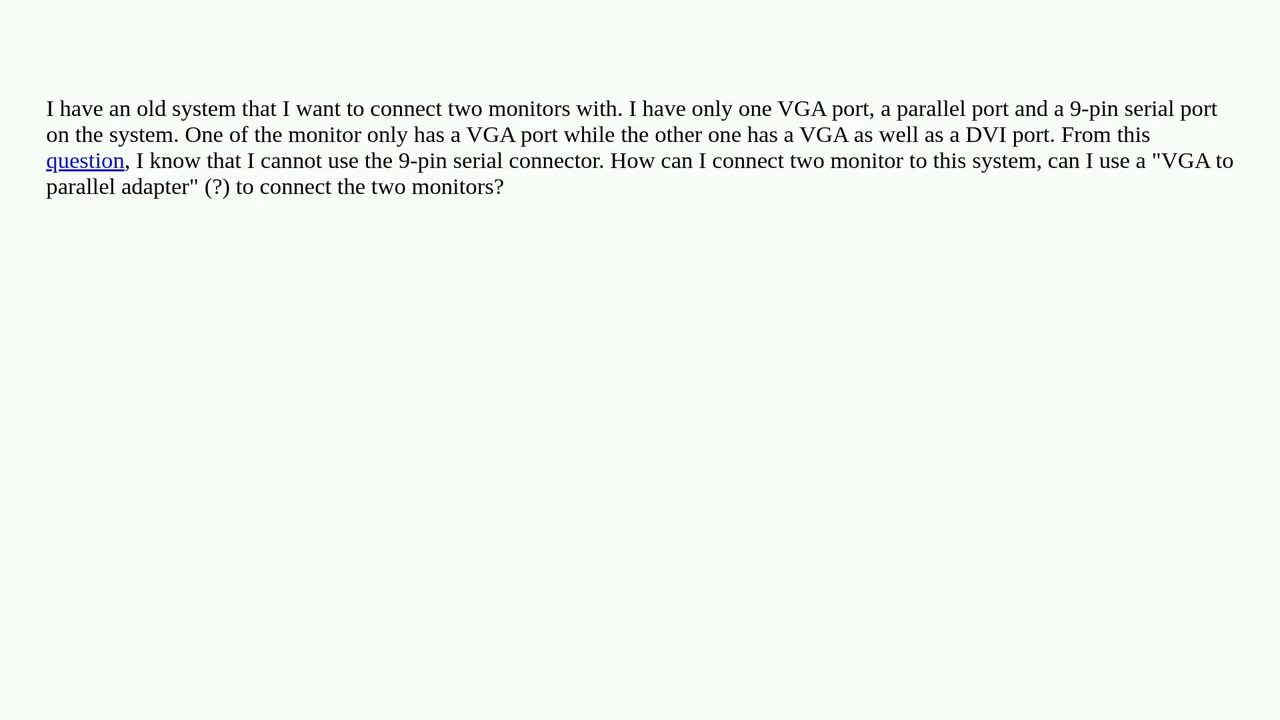 I have an old system that I want to connect two monitors with. I have only one VGA port, a parallel port and a 9-pin serial port
on the system. One of the monitor only has a VGA port while the other one has a VGA as well as a DVI port. From this
question, I know that I cannot use the 9-pin serial connector. How can I connect two monitor to this system, can I use a "VGA to
parallel adapter" (?) to connect the two monitors?